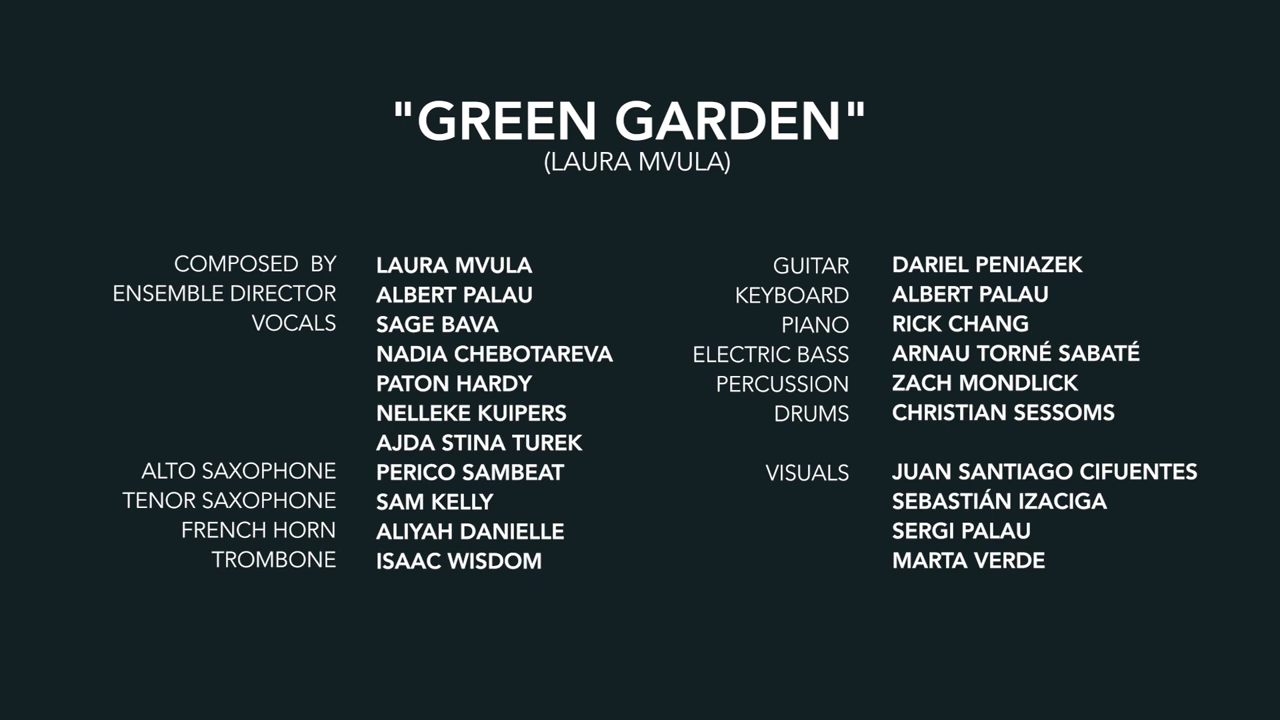 "GREEN GARDEN"
(LAURA MVULA)
COMPOSED BY LAURA MVULA
ENSEMBLE DIRECTOR ALBERT PALAU
VOCALS SAGE BAVA
NADIA CHEBOTAREVA
PATON HARDY
NELLEKE KUIPERS
AJDA STINA TUREK
ALTO SAXOPHONE PERICO SAMBEAT
TENOR SAXOPHONE SAM KELLY
FRENCH HORN ALIYAH DANIELLE
TROMBONE ISAAC WISDOM
GUITAR DARIEL PENIAZEK
KEYBOARD ALBERT PALAU
PIANO RICK CHANG
ELECTRIC BASS ARNAU TORNÉ SABATÉ
PERCUSSION ZACH MONDLICK
DRUMS CHRISTIAN SESSOMS
VISUALS JUAN SANTIAGO CIFUENTES
SEBASTIÁN IZACIGA
SERGI PALAU
MARTA VERDE